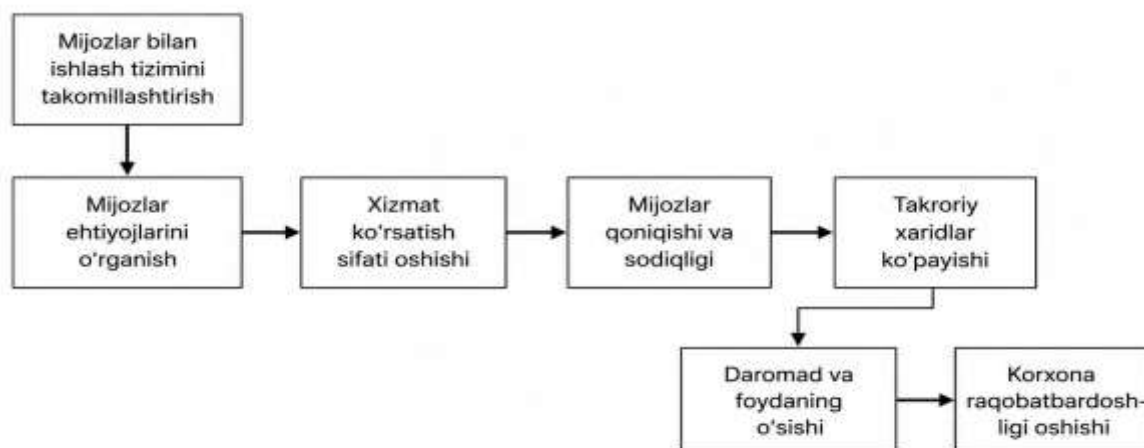 Mijozlar bilan
ishlash tizimini
takomillashtirish
Mijozlar
ehtiyojlarini
o‘rganish
Xizmat
ko‘rsatish
sifati oshishi
Mijozlar
qoniqishi va
sodiqligi
Takroriy
xaridlar
ko‘payishi
Daromad va
foydaning
o‘sishi
Korxona
raqobatbardosh-
ligi oshishi